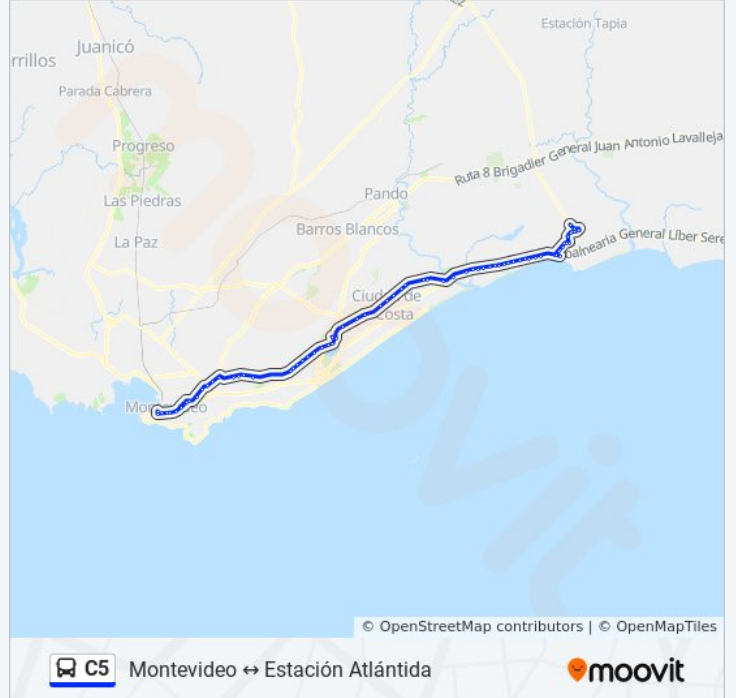 Estación Tapia
Juanicó
rrillos
Parada Cabrera
Ruta 8 Brigadier General Juan Antonio Lavalleja
Progreso
Pando
Las Piedras
Barros Blancos
La Paz
balnearia General Líber Sere
Ciudad de
Costa
Montevideo
moovit
© OpenStreetMap contributors | © OpenMapTiles
C5 Montevideo ↔ Estación Atlántida
moovit